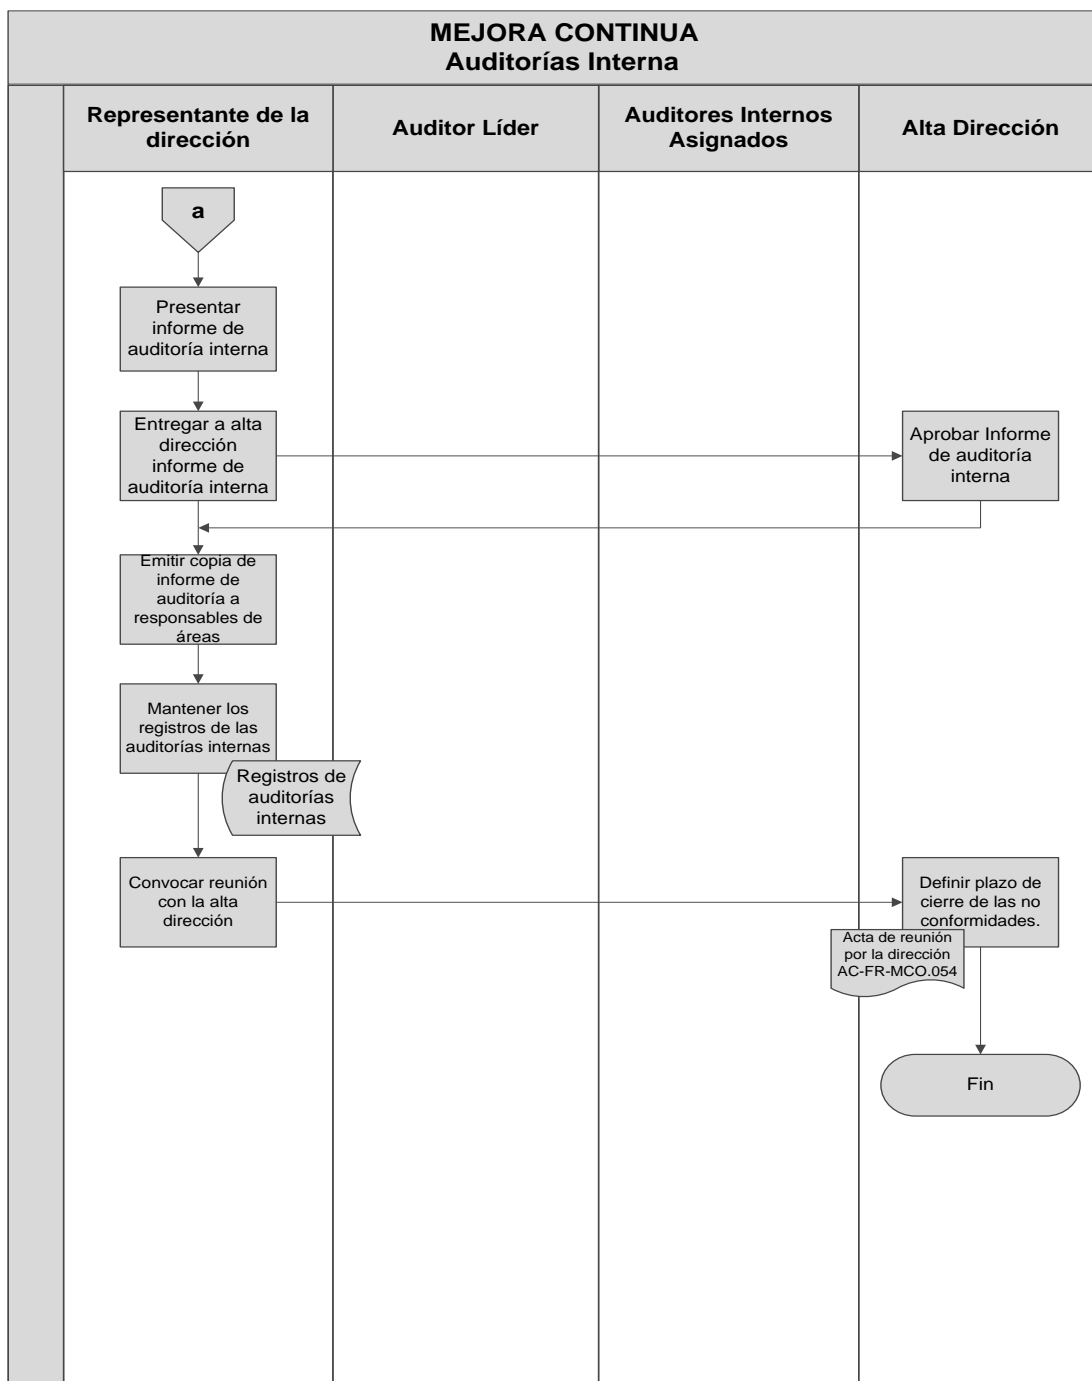 MEJORA CONTINUA
Auditorías Interna
Representante de la
dirección
Auditor Líder
Auditores Internos
Asignados
Alta Dirección
a
Presentar
informe de
auditoría interna
Entregar a alta
dirección
informe de
auditoría interna
Aprobar Informe
de auditoría
interna
Emitir copia de
informe de
auditoría a
responsables de
áreas
Mantener los
registros de las
auditorías internas
Registros de
auditorías
internas
Convocar reunión
con la alta
dirección
Definir plazo de
cierre de las no
conformidades.
Acta de reunión
por la dirección
AC-FR-MCO.054
Fin